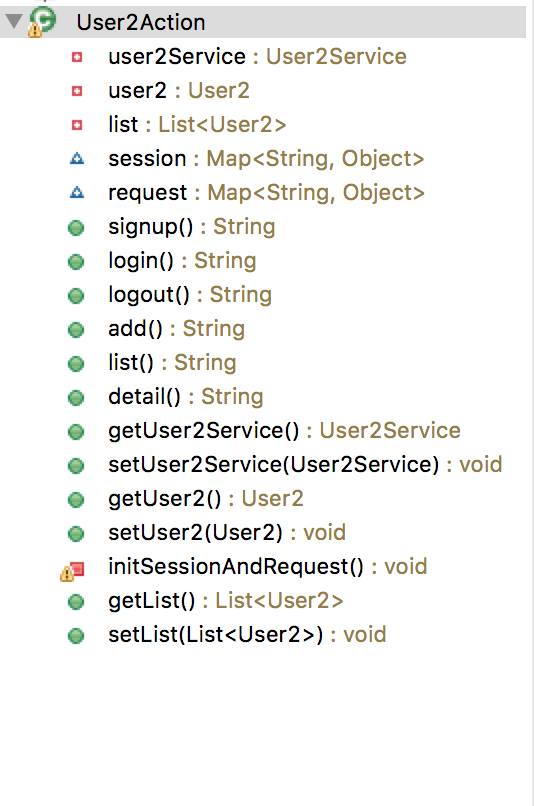 User2Action
user2Service : User2Service
user2 : User2
list : List<User2>
session : Map<String, Object>
request : Map<String, Object>
signup() : String
login() : String
logout() : String
add() : String
list() : String
detail() : String
getUser2Service() : User2Service
setUser2Service(User2Service) : void
getUser2() : User2
setUser2(User2) : void
initSessionAndRequest() : void
getList() : List<User2>
setList(List<User2>) : void